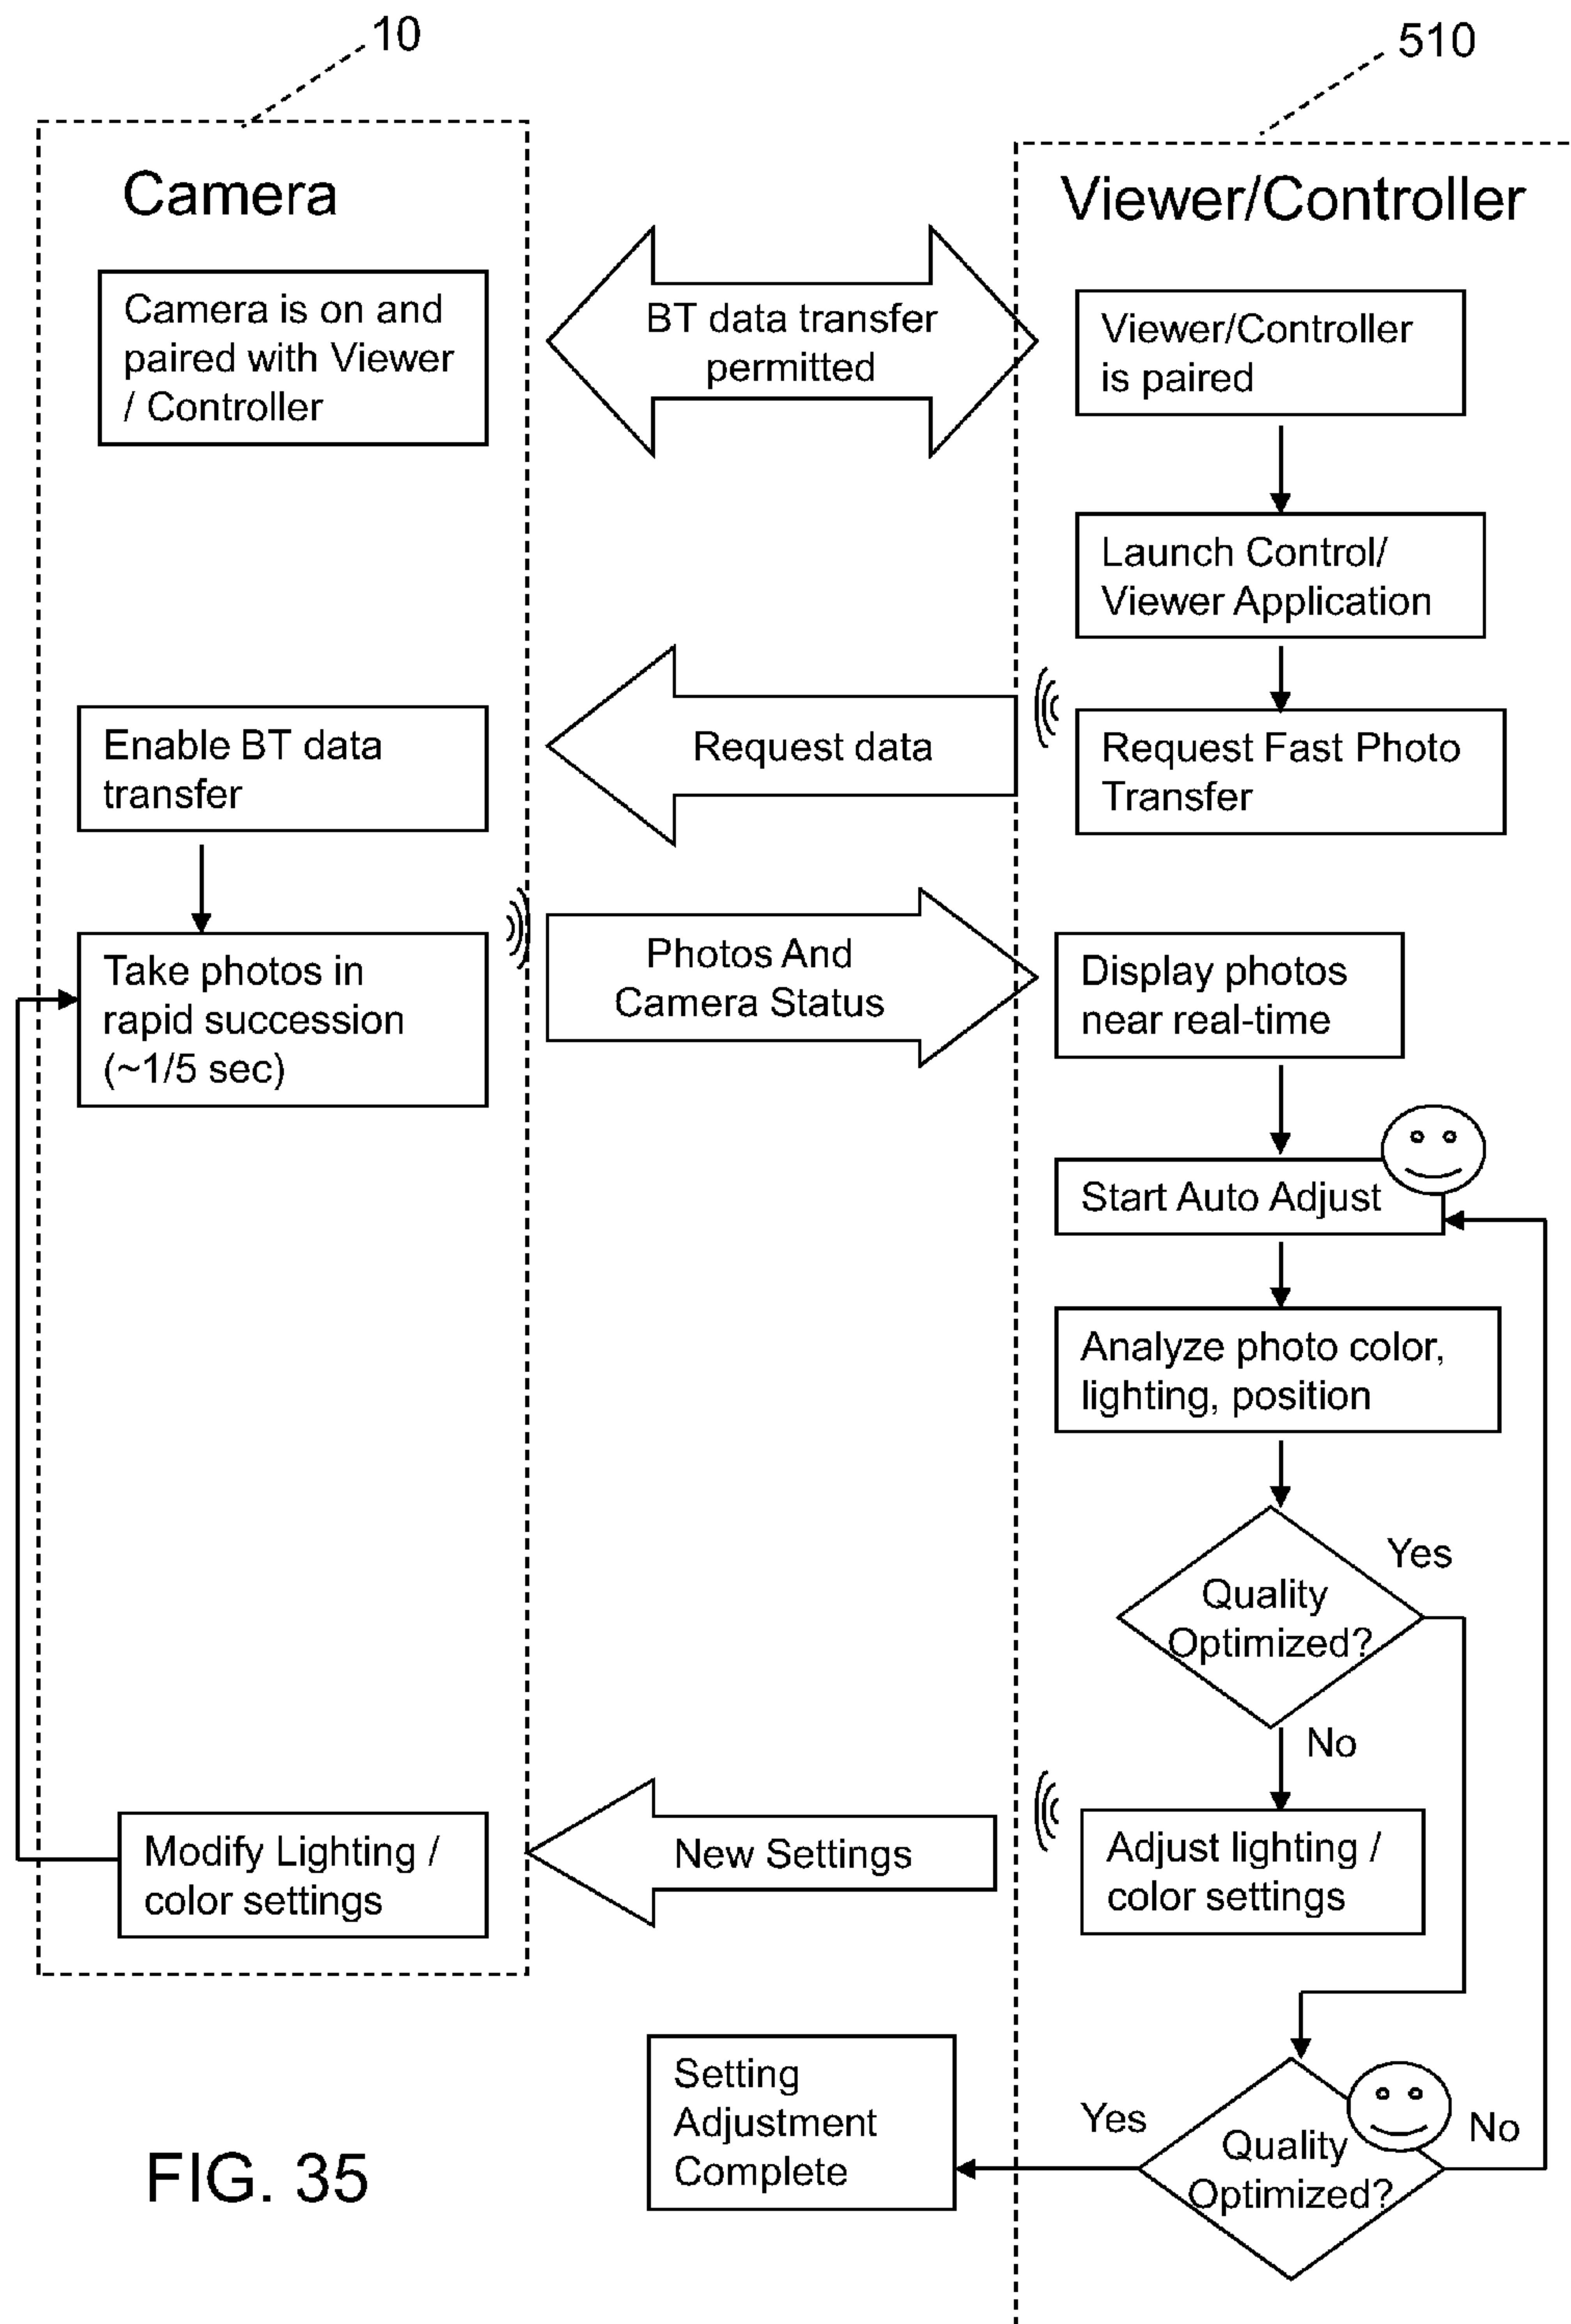 10
510
Camera
Viewer/Controller
Camera is on and
paired with Viewer
/ Controller
BT data transfer
permitted
Viewer/Controller
is paired
Launch Control/
Viewer Application
Enable BT data
transfer
Request data
Request Fast Photo
Transfer
Take photos in
rapid succession
(~1/5 sec)
Photos And
Camera Status
Display photos
near real-time
Start Auto Adjust
Analyze photo color,
lighting, position
Yes
Quality
Optimized?
No
Modify Lighting /
color settings
New Settings
Adjust lighting /
color settings
Setting
Adjustment
Complete
Yes
Quality
Optimized?
No
FIG. 35